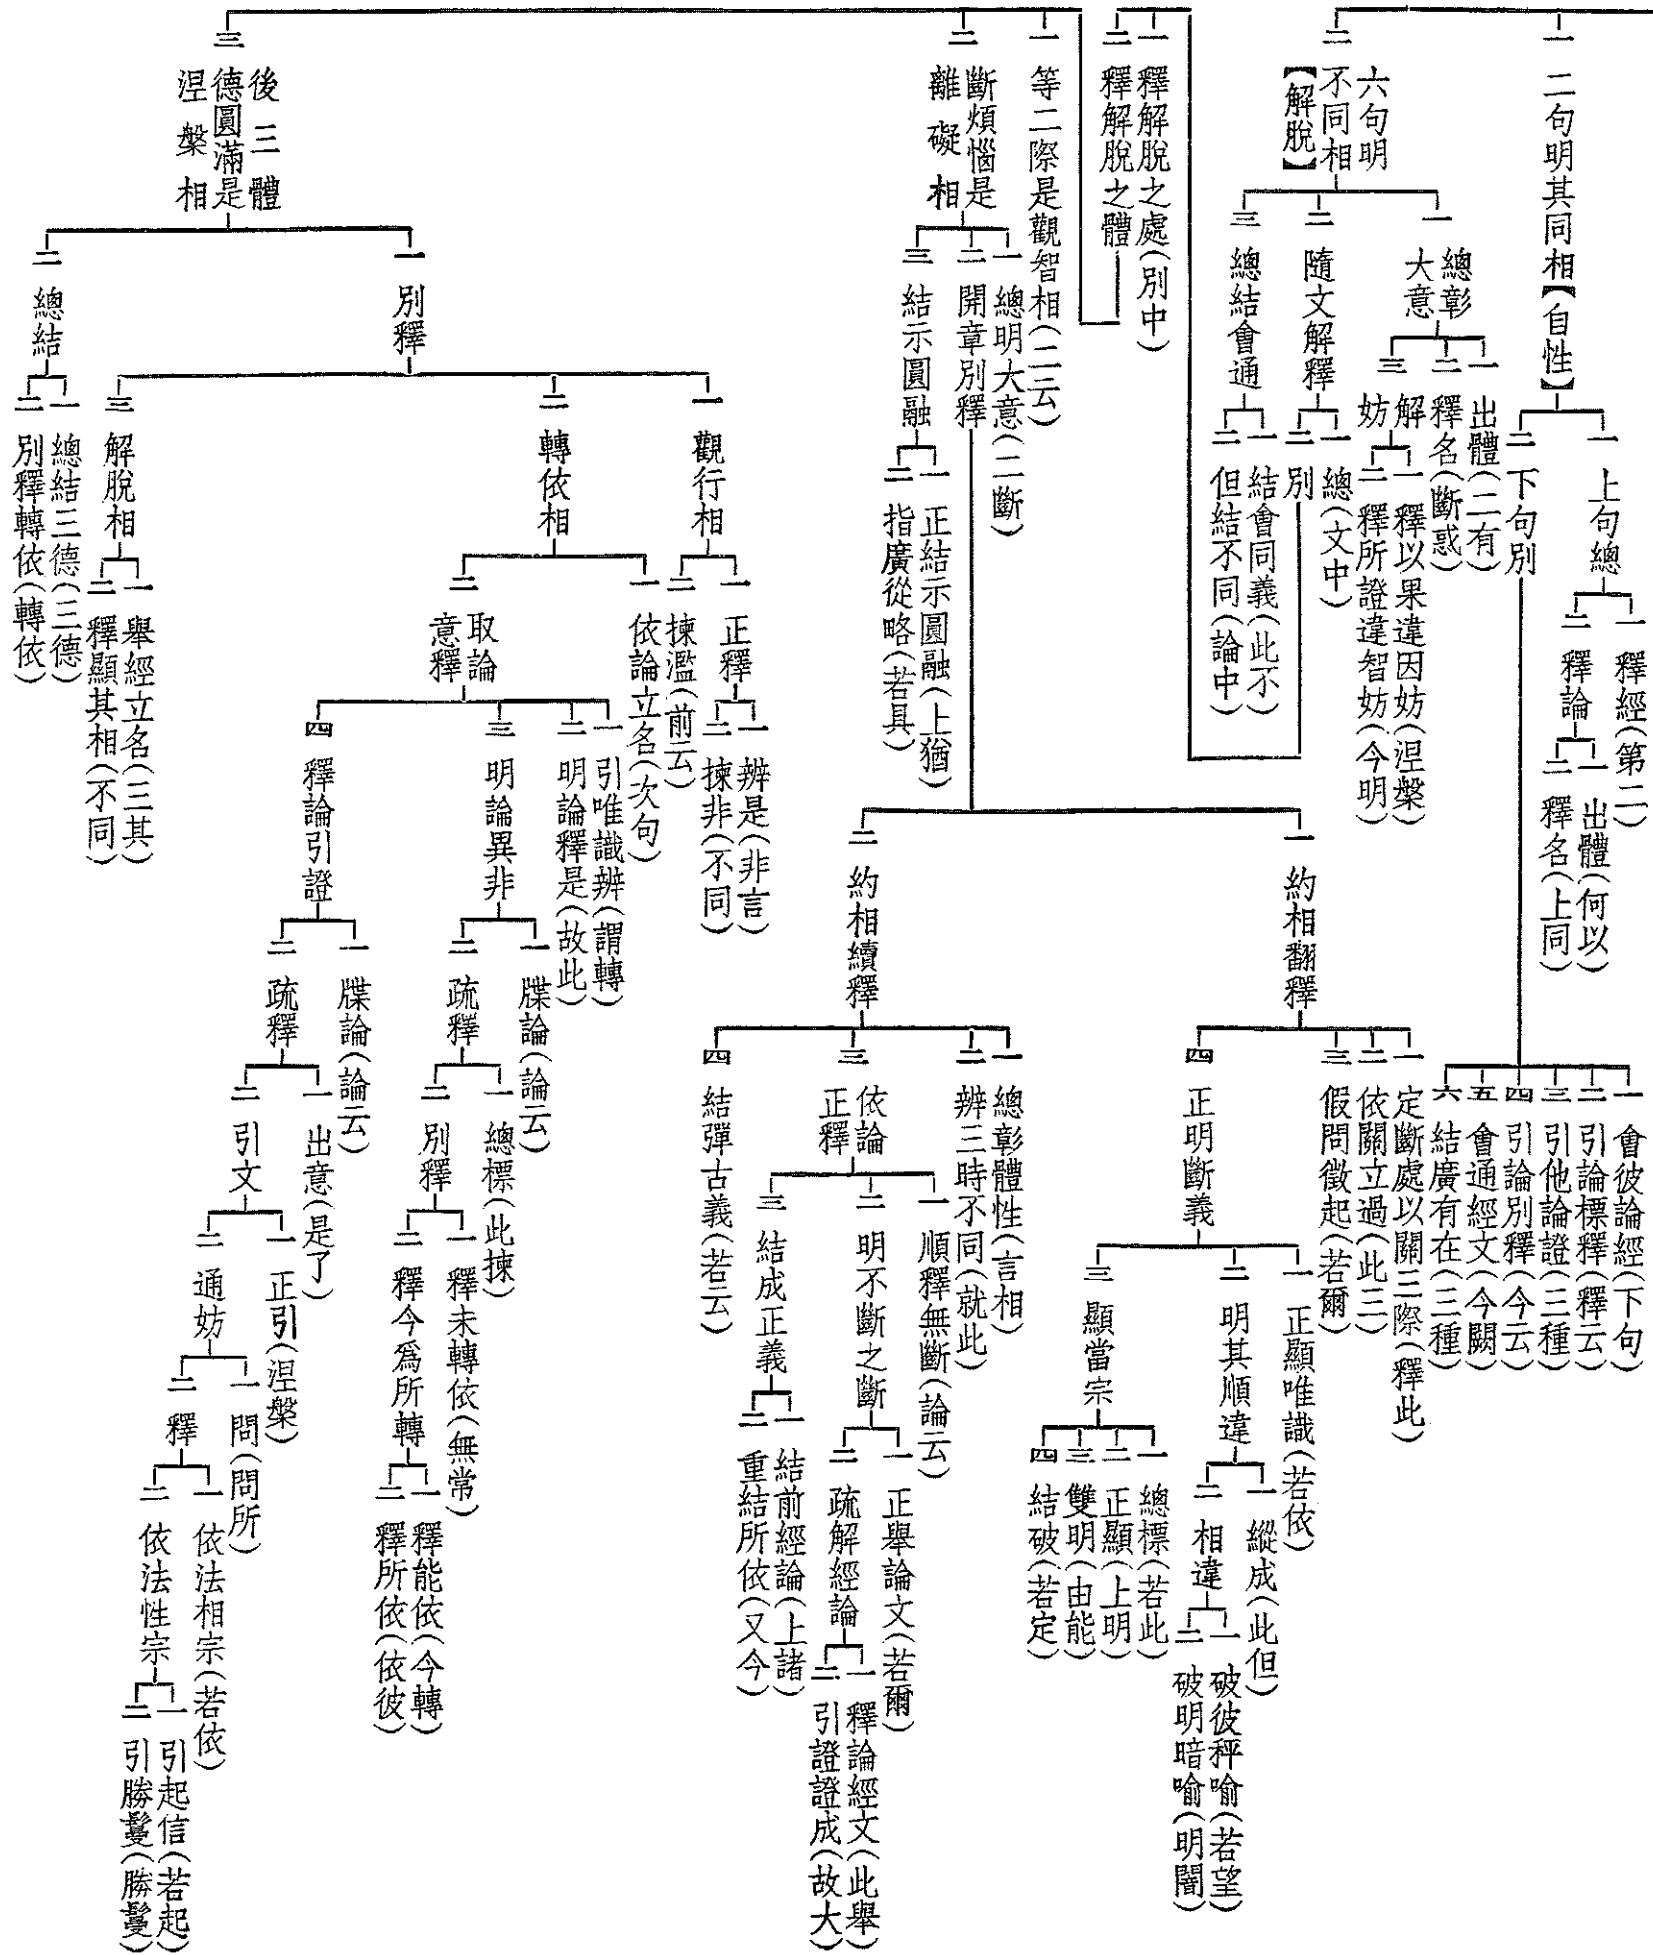 一 二句明其同相【自性】
一 上句總
一 釋經(第二)
二 釋論
一 出體(何以)
二 釋名(上同)
二 下句別
一 會彼論經(下句)
二 引論標釋(釋云)
三 引他論證(三種)
四 引論別釋(今云)
五 會通經文(今闕)
六 結廣有在(三種)
二 六句明不同相【解脫】
一 總彰大意
一 出體(二有)
二 釋名(斷惑)
三 解妨
一 釋以果違因妨(涅槃)
二 釋所證違智妨(今明)
二 隨文解釋
一 總(文中)
二 別
三 總結會通
一 結會同義(此不)
二 但結不同(論中)
一 釋解脫之處(別中)
二 釋解脫之體
一 等二際是觀智相(二云)
二 斷煩惱是離礙相
一 總明大意(二斷)
二 開章別釋
一 約相翻釋
一 定斷處以關三際(釋此)
二 依關立過(此三)
三 假問徵起(若爾)
四 正明斷義
一 正顯唯識(若依)
二 明其順違
一 縱成(此但)
二 相違
一 破彼秤喻(若望)
二 破明暗喻(明闇)
三 顯當宗
一 總標(若此)
二 正顯(上明)
三 雙明(由能)
四 結破(若定)
二 約相續釋
一 總彰體性(言相)
二 辨三時不同(就此)
三 依論正釋
一 順釋無斷(論云)
二 明不斷之斷
一 正舉論文(若爾)
二 疏解經論
一 釋論經文(此舉)
二 引證證成(故大)
三 結成正義
一 結前經論(上諸)
二 重結所依(又今)
四 結彈古義(若云)
三 結示圓融
一 正結示圓融(上猶)
二 指廣從略(若具)
三 後三體德圓滿是涅槃相
一 別釋
一 觀行相
一 正釋
一 辨是(非言)
二 揀非(不同)
二 揀濫(前云)
二 轉依相
一 依論立名(次句)
二 取論意釋
一 引唯識辨(謂轉)
二 明論釋是(故此)
三 明論異非
一 牒論(論云)
二 疏釋
一 總標(此揀)
二 別釋
一 釋未轉依(無常)
二 釋今為所轉
一 釋能依(今轉)
二 釋所依(依彼)
四 釋論引證
一 牒論(論云)
二 疏釋
一 出意(是了)
二 引文
一 正引(涅槃)
二 通妨
一 問(問所)
二 釋
一 依法相宗(若依)
二 依法性宗
一 引起信(若起)
二 引勝鬘(勝鬘)
三 解脫相
一 舉經立名(三其)
二 釋顯其相(不同)
二 總結
一 總結三德(三德)
二 別釋轉依(轉依)